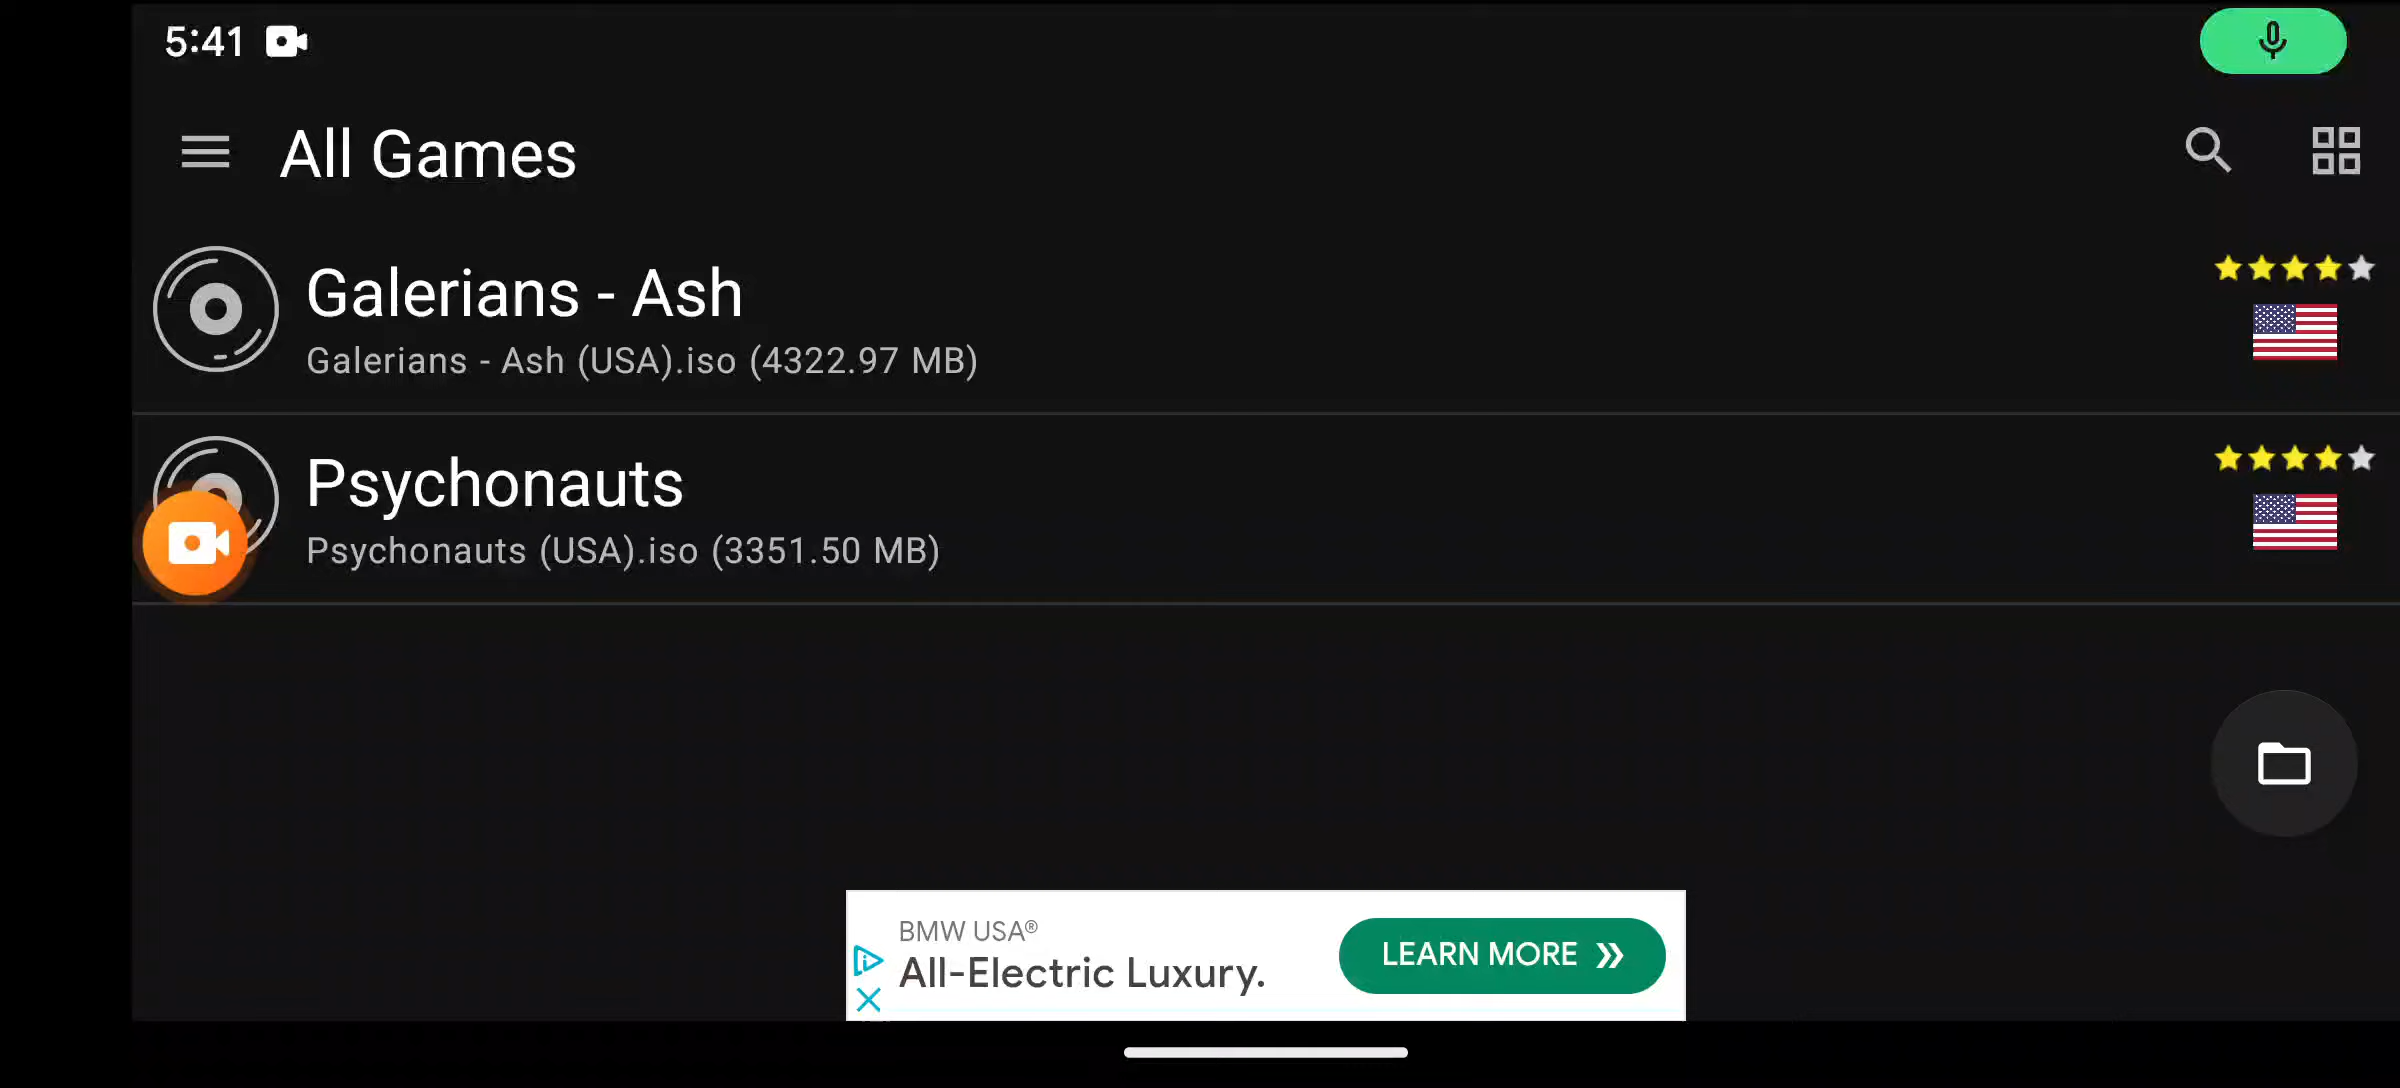 5:41
All Games
Galerians - Ash
Galerians - Ash (USA).iso (4322.97 MB)
Psychonauts
Psychonauts (USA).iso (3351.50 MB)
BMW USA®
All-Electric Luxury.
LEARN MORE